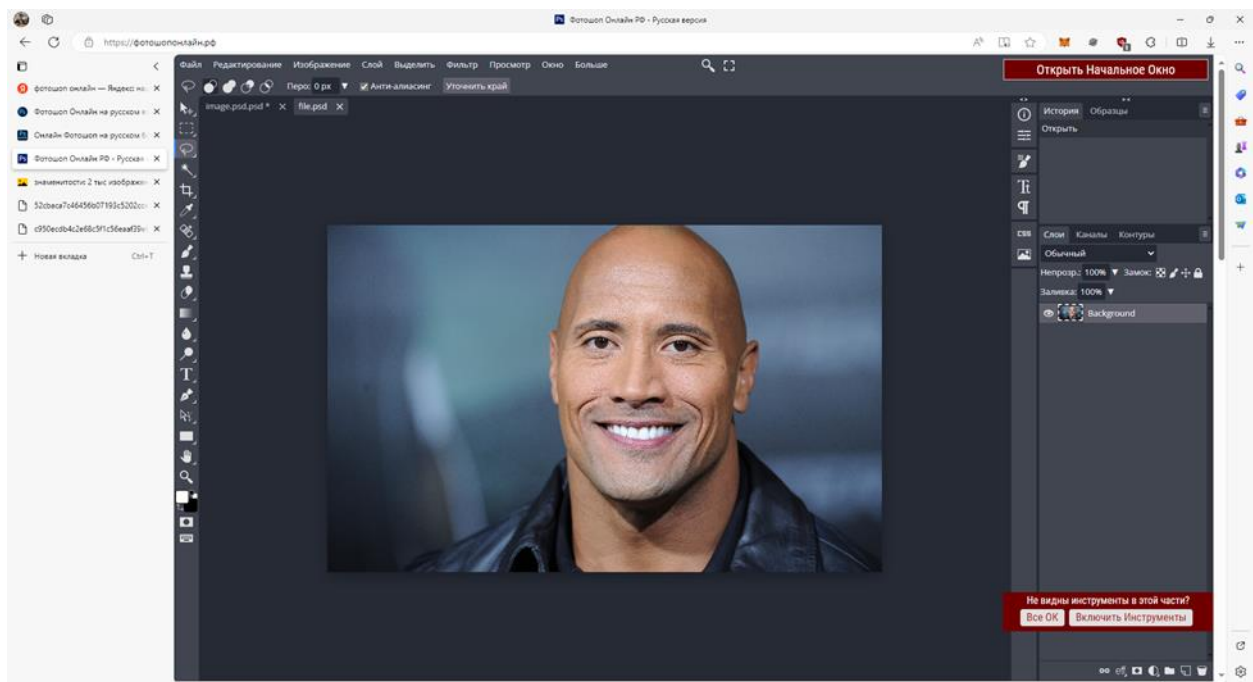 Фотошоп Онлайн РФ - Русская версия
https://фотошопонлайн.рф
фотошоп онлайн — Яндекс: на
Фотошоп Онлайн на русском
Онлайн Фотошоп на русском
Фотошоп Онлайн РФ - Русская
знаменитости 2 тыс изображен
Новая вкладка Ctrl+T
Файл Редактирование Изображение Слой Выделить Фильтр Просмотр Окно Больше
Перо: 0 px Анти-алиасинг Уточнить край
image.psd.psd * file.psd
Открыть Начальное Окно
История Образцы
Открыть
CSS
Слои Каналы Контуры
Обычный
Непрозр.: 100% Замок:
Заливка: 100%
Background
Не видны инструменты в этой части?
Все ОК Включить Инструменты
eff